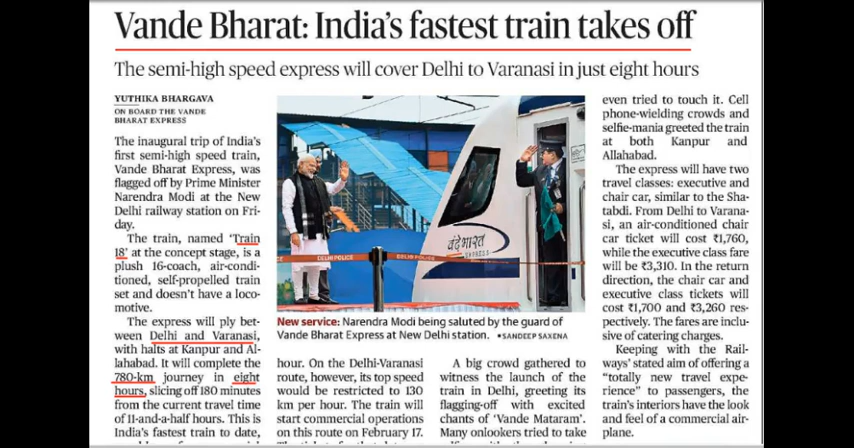 Vande Bharat: India's fastest train takes off
The semi-high speed express will cover Delhi to Varanasi in just eight hours
YUTHIKA BHARGAVA
ON BOARD THE VANDE
BHARAT EXPRESS
The inaugural trip of India's
first semi-high speed train,
Vande Bharat Express, was
flagged off by Prime Minister
Narendra Modi at the New
Delhi railway station on Fri-
day.
The train, named 'Train
18' at the concept stage, is a
plush 16-coach, air-condi-
tioned, self-propelled train
set and doesn't have a loco-
motive.
The express will ply bet-
ween Delhi and Varanasi,
with halts at Kanpur and Al-
lahabad. It will complete the
780-km journey in eight
hours, slicing off 180 minutes
from the current travel time
of 11-and-a-half hours. This is
India's fastest train to date,
वंदे भारत
EXPRESS
DELHI POLICE
DELHI POLICE
New service: Narendra Modi being saluted by the guard of
Vande Bharat Express at New Delhi station. •SANDEEP SAXENA
hour. On the Delhi-Varanasi
route, however, its top speed
would be restricted to 130
km per hour. The train will
start commercial operations
on this route on February 17.
A big crowd gathered to
witness the launch of the
train in Delhi, greeting its
flagging-off with excited
chants of 'Vande Mataram'.
Many onlookers tried to take
even tried to touch it. Cell
phone-wielding crowds and
selfie-mania greeted the train
at both Kanpur and
Allahabad.
The express will have two
travel classes: executive and
chair car, similar to the Sha-
tabdi. From Delhi to Varana-
si, an air-conditioned chair
car ticket will cost ₹1,760,
while the executive class fare
will be ₹3,310. In the return
direction, the chair car and
executive class tickets will
cost ₹1,700 and ₹3,260 res-
pectively. The fares are inclu-
sive of catering charges.
Keeping with the Rail-
ways' stated aim of offering a
"totally new travel expe-
rience" to passengers, the
train's interiors have the look
and feel of a commercial air-
plane.